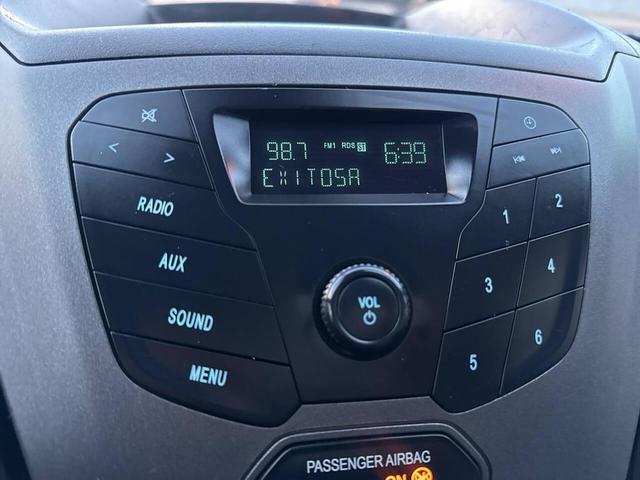 98.7 FM1 RDS ST 6:39
EXITOSA
RADIO
AUX
SOUND
MENU
VOL
1 2
3 4
5 6
PASSENGER AIRBAG
ON